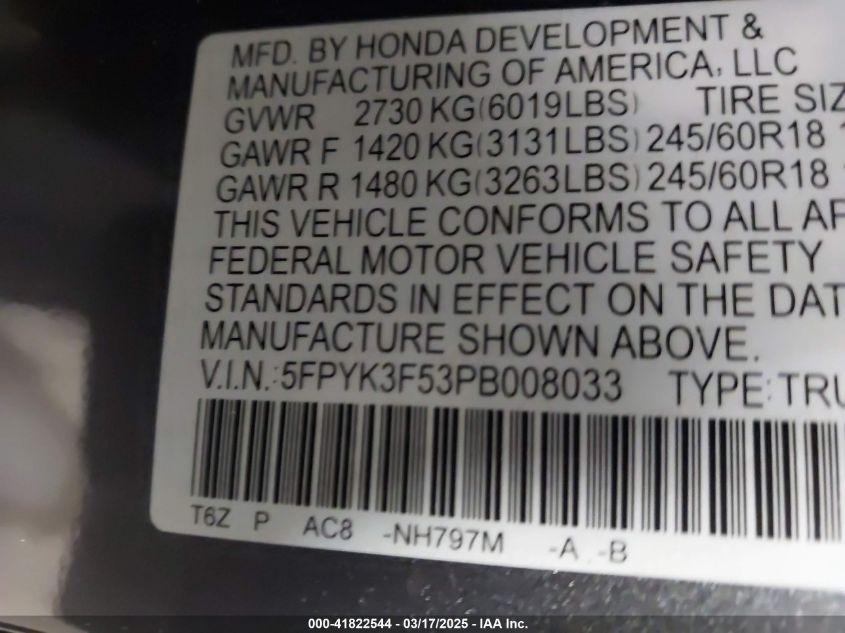 MFD. BY HONDA DEVELOPMENT &
MANUFACTURING OF AMERICA, LLC
GVWR 2730 KG(6019LBS) TIRE SIZ
GAWR F 1420 KG(3131LBS) 245/60R18 1
GAWR R 1480 KG(3263LBS) 245/60R18
THIS VEHICLE CONFORMS TO ALL AP
FEDERAL MOTOR VEHICLE SAFETY
STANDARDS IN EFFECT ON THE DAT
MANUFACTURE SHOWN ABOVE.
V.I.N.:5FPYK3F53PB008033 TYPE:TRU
T6Z P AC8 -NH797M -A -B
000-41822544 - 03/17/2025 - IAA Inc.